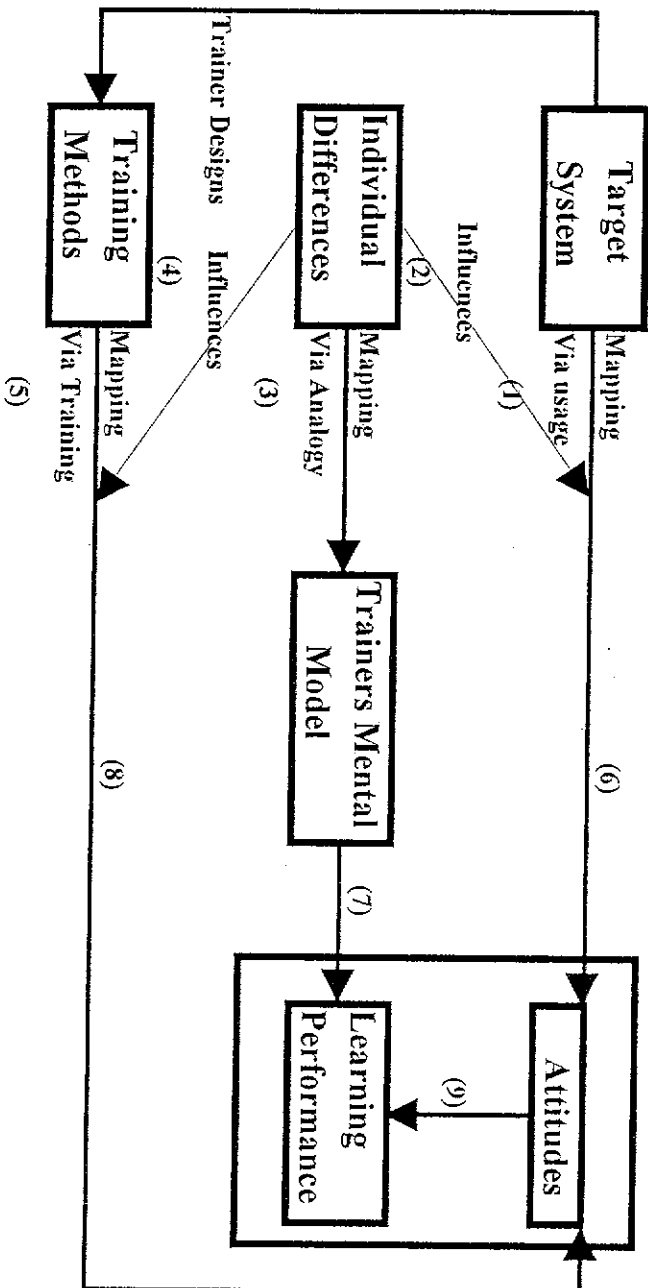 Target
System
Mapping
Via usage
(1)
(6)
Attitudes
Influences
(2)
Individual
Differences
Mapping
Via Analogy
(3)
Trainers Mental
Model
(7)
(9)
Learning
Performance
Trainer Designs
Influences
(4)
Training
Methods
Mapping
Via Training
(5)
(8)